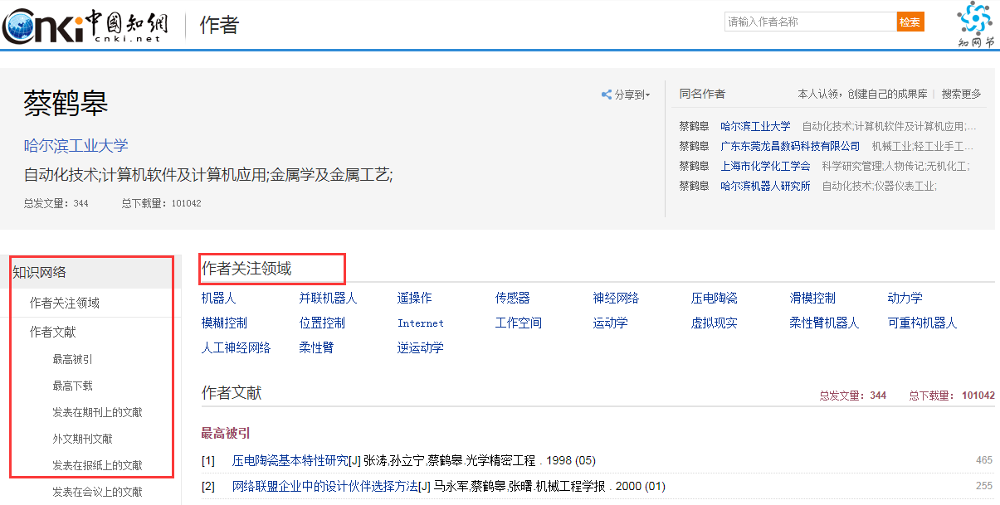 Cnki中國知網
cnki.net
作者
请输入作者名称
检索
知网节
蔡鹤皋
哈尔滨工业大学
自动化技术;计算机软件及计算机应用;金属学及金属工艺;
总发文量：344 总下载量：101042
分享到
同名作者 本人认领，创建自己的成果库 | 搜索更多
蔡鹤皋 哈尔滨工业大学 自动化技术;计算机软件及计算机应用;...
蔡鹤皋 广东东莞龙昌数码科技有限公司 机械工业;轻工业手工...
蔡鹤皋 上海市化学化工学会 科学研究管理;人物传记;无机化工;
蔡鹤皋 哈尔滨机器人研究所 自动化技术;仪器仪表工业;
知识网络
作者关注领域
作者文献
最高被引
最高下载
发表在期刊上的文献
外文期刊文献
发表在报纸上的文献
发表在会议上的文献
作者关注领域
机器人 并联机器人 遥操作 传感器 神经网络 压电陶瓷 滑模控制 动力学
模糊控制 位置控制 Internet 工作空间 运动学 虚拟现实 柔性臂机器人 可重构机器人
人工神经网络 柔性臂 逆运动学
作者文献 总发文量：344 总下载量：101042
最高被引
[1] 压电陶瓷基本特性研究[J] 张涛,孙立宁,蔡鹤皋.光学精密工程 . 1998 (05) 465
[2] 网络联盟企业中的设计伙伴选择方法[J] 马永军,蔡鹤皋,张曙.机械工程学报 . 2000 (01) 255